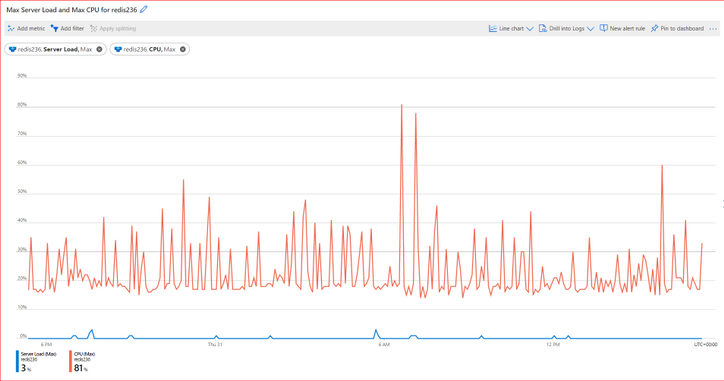 Max Server Load and Max CPU for redis236
Add metric Add filter Apply splitting Line chart Drill into Logs New alert rule Pin to dashboard ...
redis236, Server Load, Max redis236, CPU, Max
90%
80%
70%
60%
50%
40%
30%
20%
10%
0%
6 PM Thu 21 6 AM 12 PM UTC+00:00
Server Load (Max) CPU (Max)
redis236 redis236
3 % 81 %